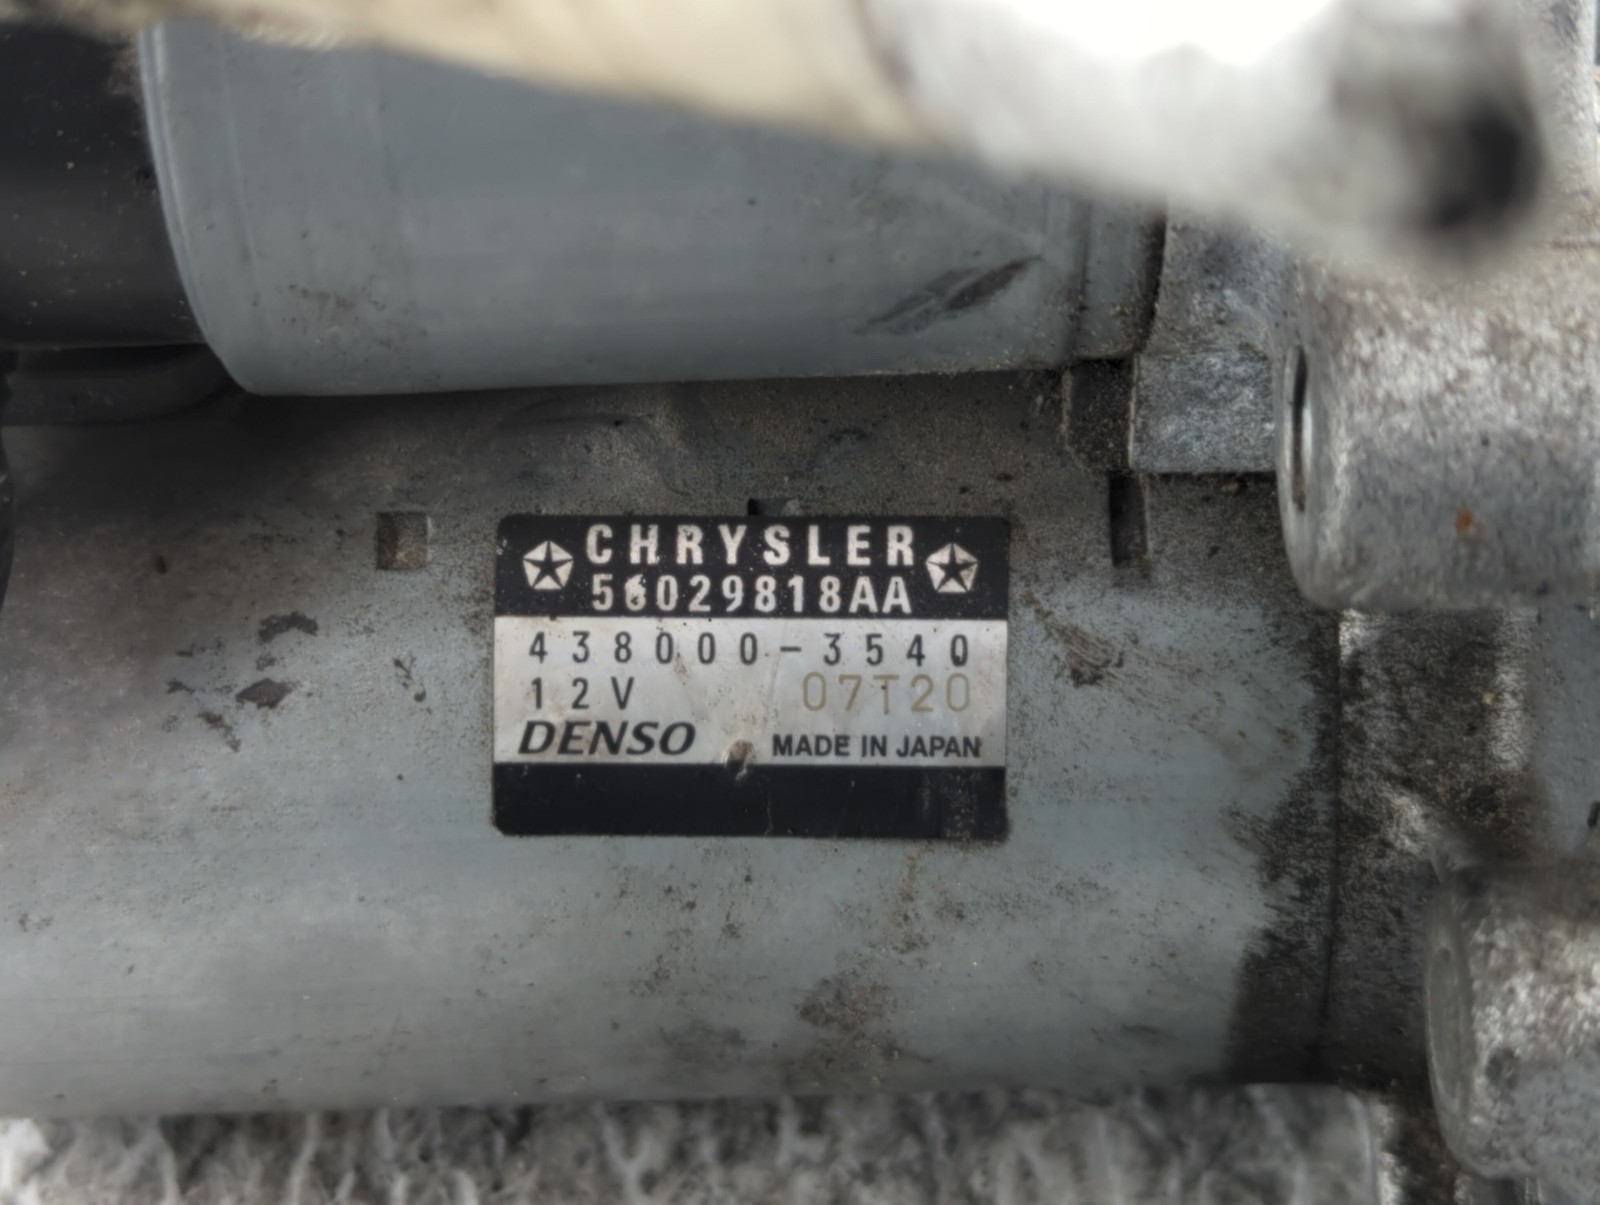 CHRYSLER
56029818AA
438000-3540
12V 07T20
DENSO MADE IN JAPAN